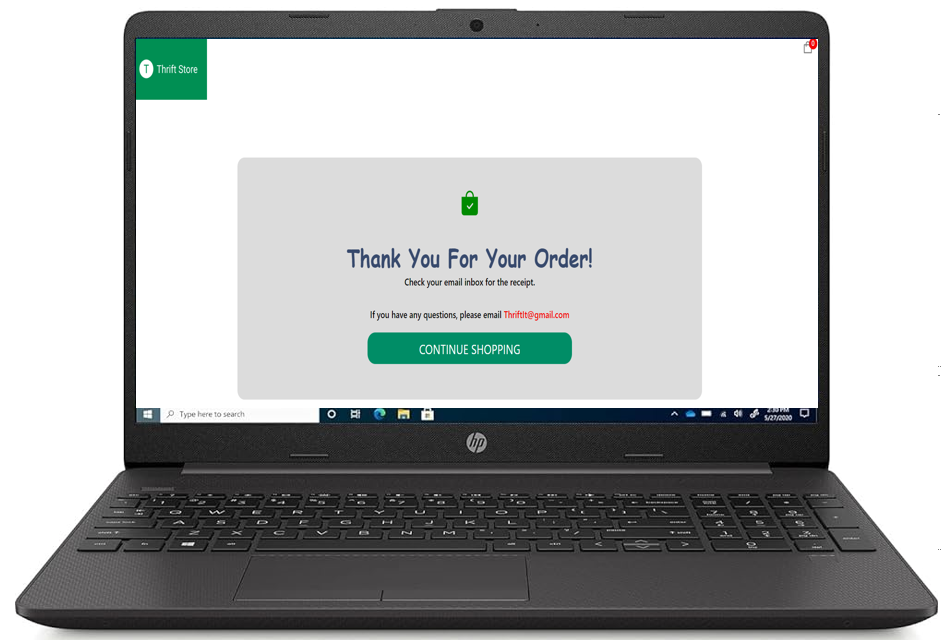 T Thrift Store
0
Thank You For Your Order!
Check your email inbox for the receipt.
If you have any questions, please email ThriftIt@gmail.com
CONTINUE SHOPPING
Type here to search
2:30 PM
5/27/2020
hp
Q W E R T Y U I O P
A S D F G H J K L
Z X C V B N M